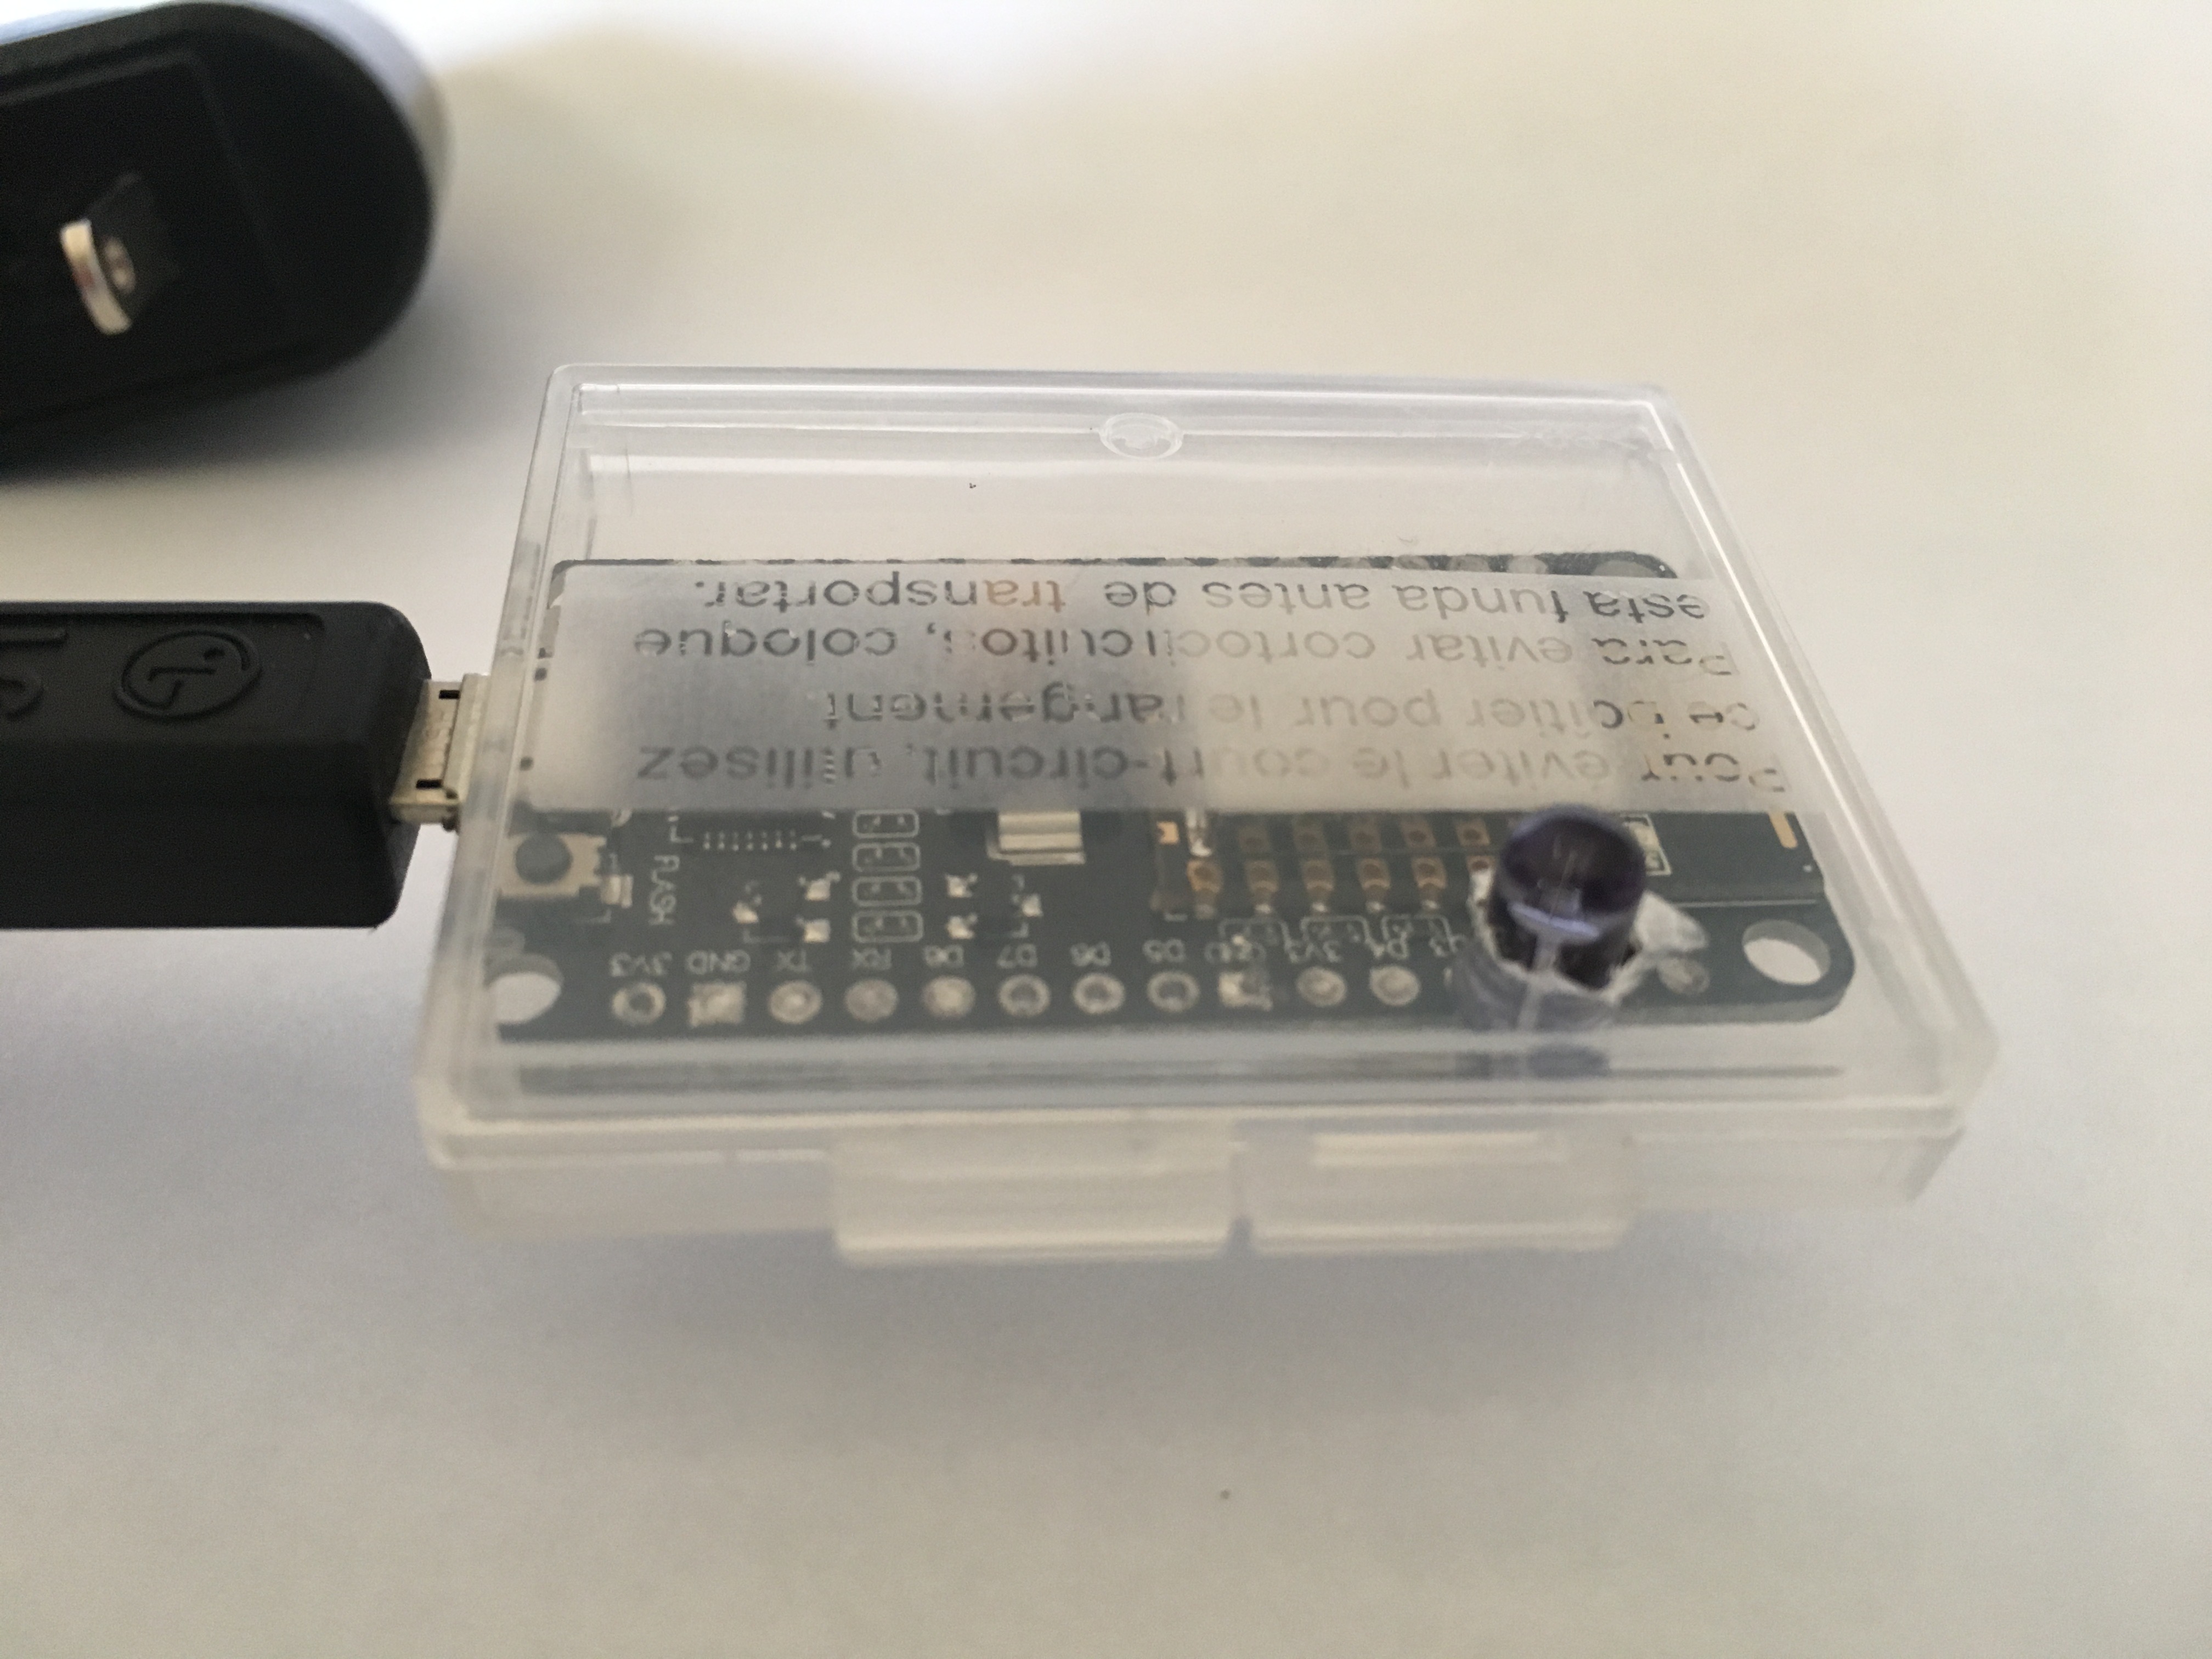 D4 3V3 GND D5 D6 D7 D8 RX TX GND 3V3
FLASH
Pour éviter le court-circuit, utilisez
ce boîtier pour le rangement.
Para evitar cortocircuitos, coloque
esta funda antes de transportar.